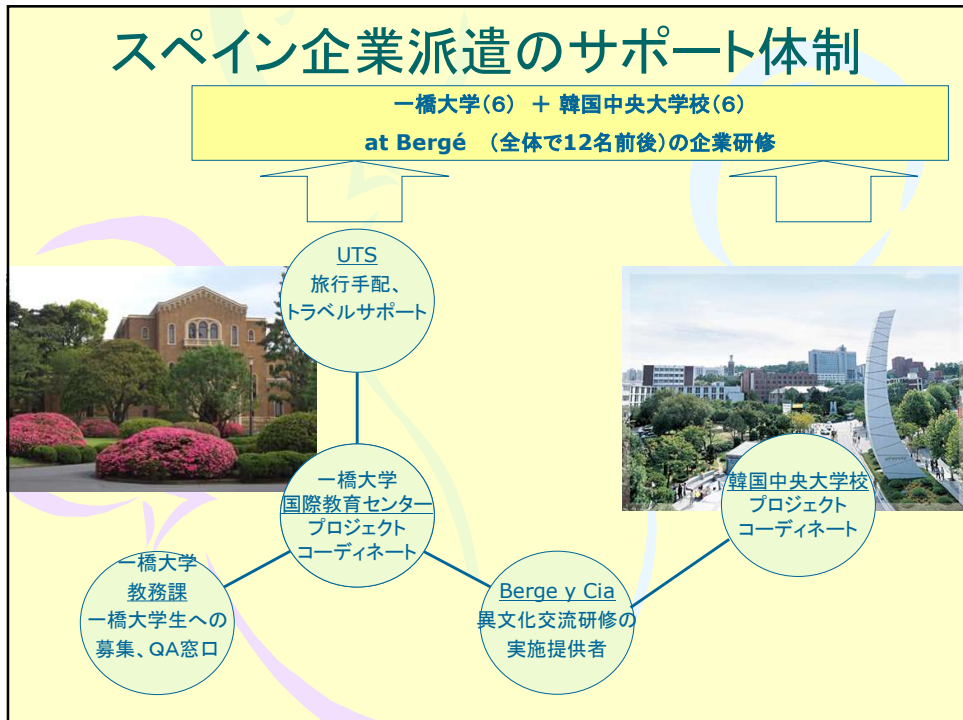 スペイン企業派遣のサポート体制
一橋大学(6) + 韓国中央大学校(6)
at Bergé (全体で12名前後)の企業研修
UTS
旅行手配、
トラベルサポート
一橋大学
国際教育センター
プロジェクト
コーディネート
韓国中央大学校
プロジェクト
コーディネート
一橋大学
教務課
一橋大学生への
募集、QA窓口
Berge y Cia
異文化交流研修の
実施提供者